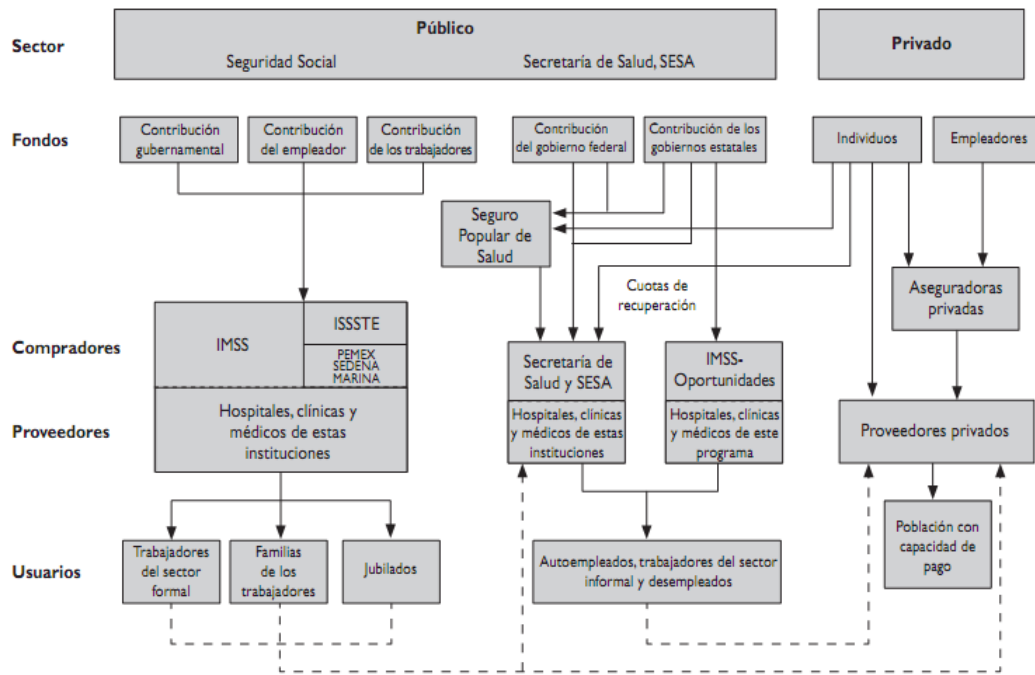 Sector
Público
Seguridad Social
Secretaría de Salud, SESA
Privado
Fondos
Contribución
gubernamental
Contribución
del empleador
Contribución
de los trabajadores
Contribución
del gobierno federal
Contribución de los
gobiernos estatales
Individuos
Empleadores
Seguro
Popular de
Salud
Cuotas de
recuperación
Aseguradoras
privadas
Compradores
IMSS
ISSSTE
PEMEX
SEDENA
MARINA
Secretaría de
Salud y SESA
IMSS-
Oportunidades
Proveedores
Hospitales, clínicas y
médicos de estas
instituciones
Hospitales, clínicas
y médicos de estas
instituciones
Hospitales, clínicas
y médicos de este
programa
Proveedores privados
Usuarios
Trabajadores
del sector
formal
Familias
de los
trabajadores
Jubilados
Autoempleados, trabajadores del sector
informal y desempleados
Población con
capacidad de
pago